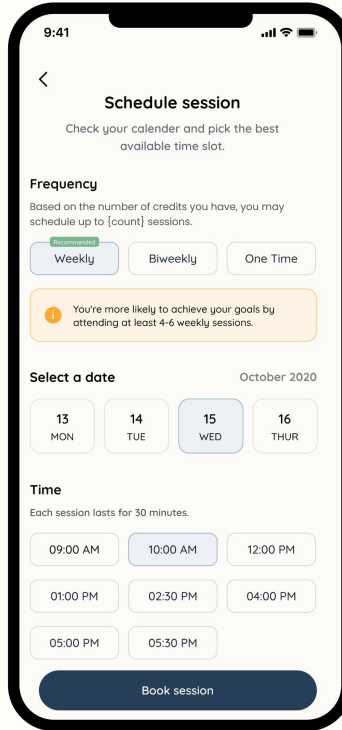 9:41
Schedule session
Check your calender and pick the best
available time slot.
Frequency
Based on the number of credits you have, you may
schedule up to {count} sessions.
Recommended
Weekly
Biweekly
One Time
You're more likely to achieve your goals by
attending at least 4-6 weekly sessions.
Select a date
October 2020
13
MON
14
TUE
15
WED
16
THUR
Time
Each session lasts for 30 minutes.
09:00 AM
10:00 AM
12:00 PM
01:00 PM
02:30 PM
04:00 PM
05:00 PM
05:30 PM
Book session